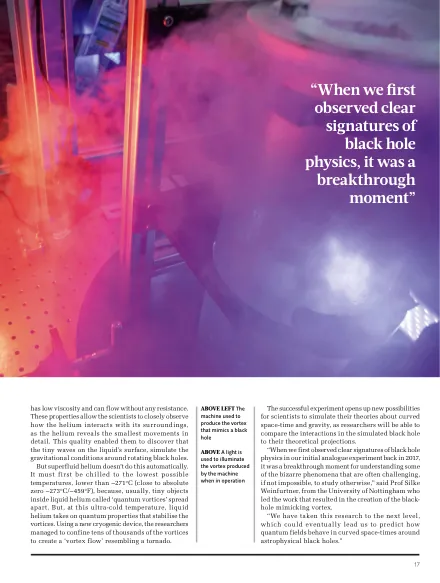 “When we first
observed clear
signatures of
black hole
physics, it was a
breakthrough
moment”
has low viscosity and can flow without any resistance.
These properties allow the scientists to closely observe
how the helium interacts with its surroundings,
as the helium reveals the smallest movements in
detail. This quality enabled them to discover that
the tiny waves on the liquid's surface, simulate the
gravitational conditions around rotating black holes.
But superfluid helium doesn't do this automatically.
It must first be chilled to the lowest possible
temperatures, lower than –271°C (close to absolute
zero –273°C/–459°F), because, usually, tiny objects
inside liquid helium called ‘quantum vortices’ spread
apart. But, at this ultra-cold temperature, liquid
helium takes on quantum properties that stabilise the
vortices. Using a new cryogenic device, the researchers
managed to confine tens of thousands of the vortices
to create a ‘vortex flow’ resembling a tornado.
ABOVE LEFT The
machine used to
produce the vortex
that mimics a black
hole
ABOVE A light is
used to illuminate
the vortex produced
by the machine
when in operation
The successful experiment opens up new possibilities
for scientists to simulate their theories about curved
space-time and gravity, as researchers will be able to
compare the interactions in the simulated black hole
to their theoretical projections.
“When we first observed clear signatures of black hole
physics in our initial analogue experiment back in 2017,
it was a breakthrough moment for understanding some
of the bizarre phenomena that are often challenging,
if not impossible, to study otherwise,” said Prof Silke
Weinfurtner, from the University of Nottingham who
led the work that resulted in the creation of the black-
hole mimicking vortex.
“We have taken this research to the next level,
which could eventually lead us to predict how
quantum fields behave in curved space-times around
astrophysical black holes.”
17